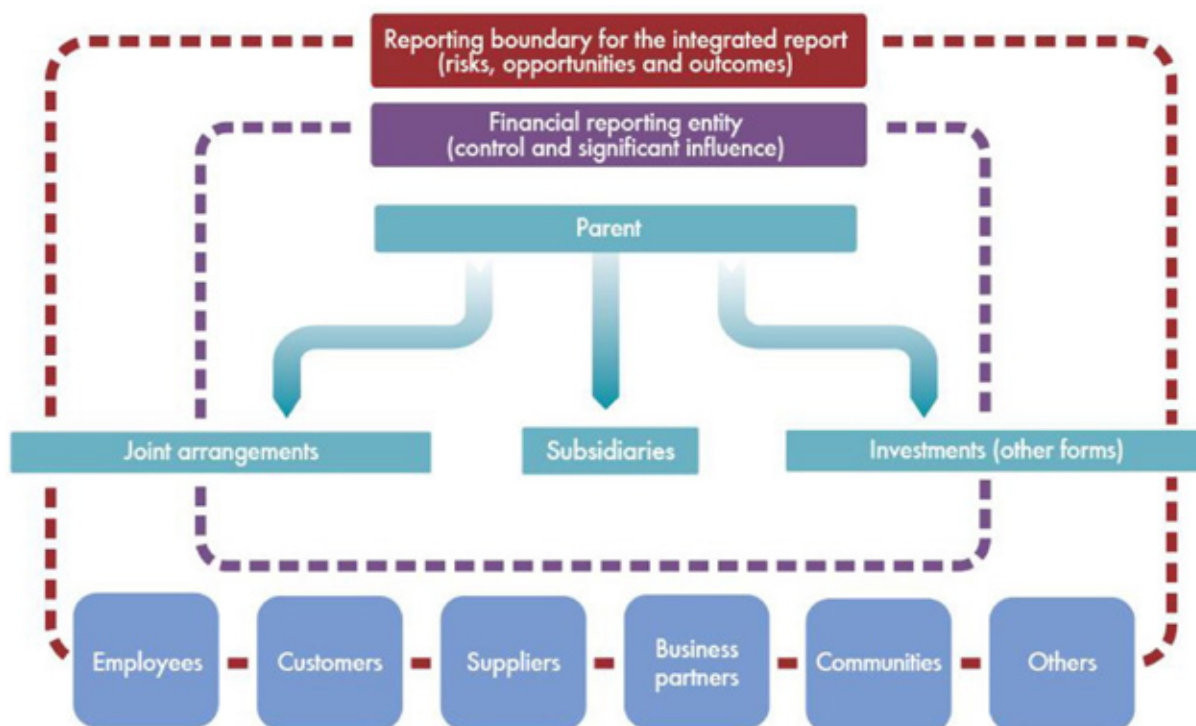 Reporting boundary for the integrated report
(risks, opportunities and outcomes)
Financial reporting entity
(control and significant influence)
Parent
Joint arrangements
Subsidiaries
Investments (other forms)
Employees
Customers
Suppliers
Business
partners
Communities
Others